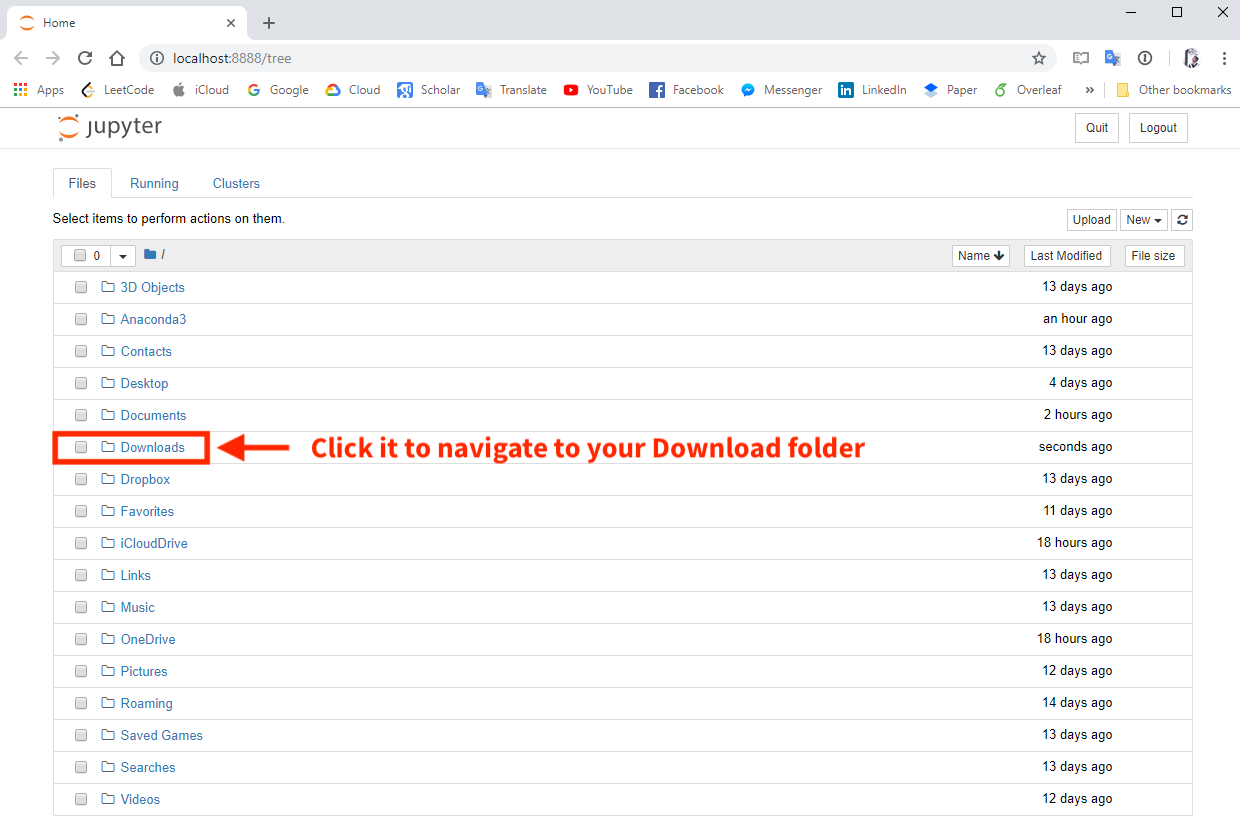 Home
localhost:8888/tree
Apps LeetCode iCloud Google Cloud Scholar Translate YouTube Facebook Messenger LinkedIn Paper Overleaf » Other bookmarks
jupyter Quit Logout
Files Running Clusters
Select items to perform actions on them. Upload New
0 / Name Last Modified File size
3D Objects 13 days ago
Anaconda3 an hour ago
Contacts 13 days ago
Desktop 4 days ago
Documents 2 hours ago
Downloads Click it to navigate to your Download folder seconds ago
Dropbox 13 days ago
Favorites 11 days ago
iCloudDrive 18 hours ago
Links 13 days ago
Music 13 days ago
OneDrive 18 hours ago
Pictures 12 days ago
Roaming 14 days ago
Saved Games 13 days ago
Searches 13 days ago
Videos 12 days ago